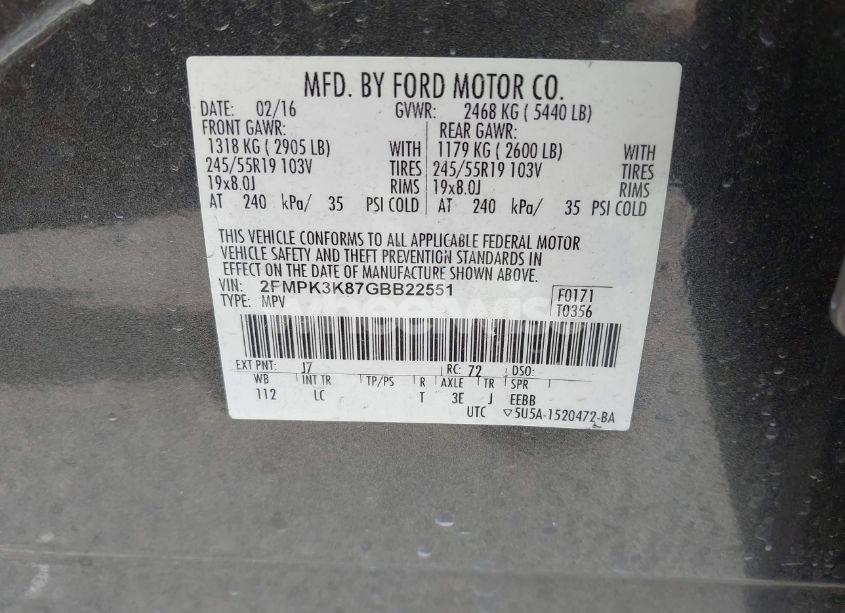 MFD. BY FORD MOTOR CO.
DATE: 02/16 GVWR: 2468 KG ( 5440 LB)
FRONT GAWR: REAR GAWR:
1318 KG ( 2905 LB) WITH 1179 KG ( 2600 LB) WITH
245/55R19 103V TIRES 245/55R19 103V TIRES
19x8.0J RIMS 19x8.0J RIMS
AT 240 kPa/ 35 PSI COLD AT 240 kPa/ 35 PSI COLD
THIS VEHICLE CONFORMS TO ALL APPLICABLE FEDERAL MOTOR
VEHICLE SAFETY AND THEFT PREVENTION STANDARDS IN
EFFECT ON THE DATE OF MANUFACTURE SHOWN ABOVE.
VIN: 2FMPK3K87GBB22551 F0171
TYPE: MPV T0356
EXT PNT: J7 RC: 72 DSO:
WB INT TR TP/PS R AXLE TR SPR
112 LC T 3E J EEBB
UTC ▽5U5A-1520472-BA